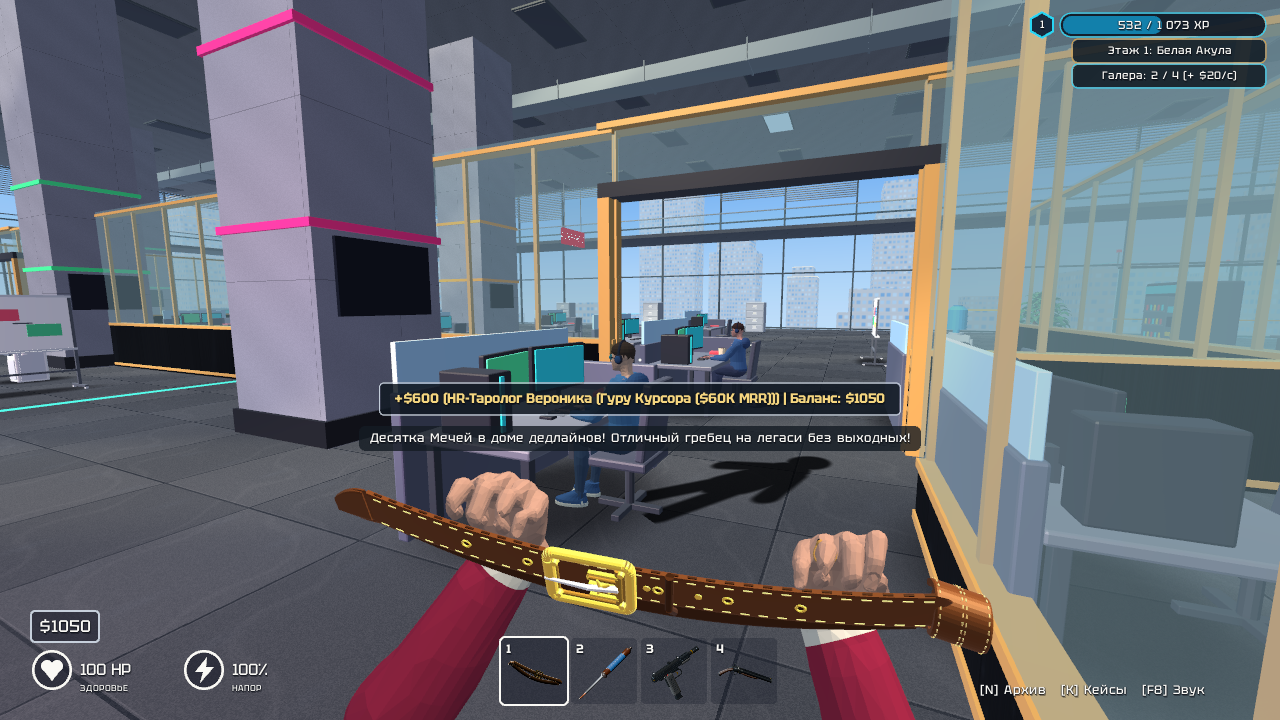 1
532 / 1 073 XP
Этаж 1: Белая Акула
Галера: 2 / 4 (+ $20/с)
+$600 (HR-Таролог Вероника (Гуру Курсора ($60K MRR))) | Баланс: $1050
Десятка Мечей в доме дедлайнов! Отличный гребец на легаси без выходных!
$1050
100 HP
ЗДОРОВЬЕ
100%
НАПОР
1 2 3 4
[N] Архив [K] Кейсы [F8] Звук